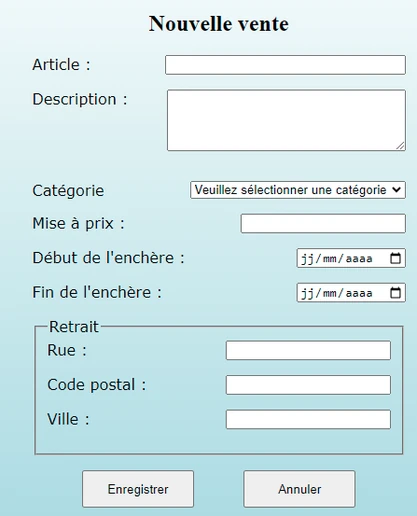 Nouvelle vente
Article :
Description :
Catégorie Veuillez sélectionner une catégorie
Mise à prix :
Début de l'enchère : jj/mm/aaaa
Fin de l'enchère : jj/mm/aaaa
Retrait
Rue :
Code postal :
Ville :
Enregistrer Annuler